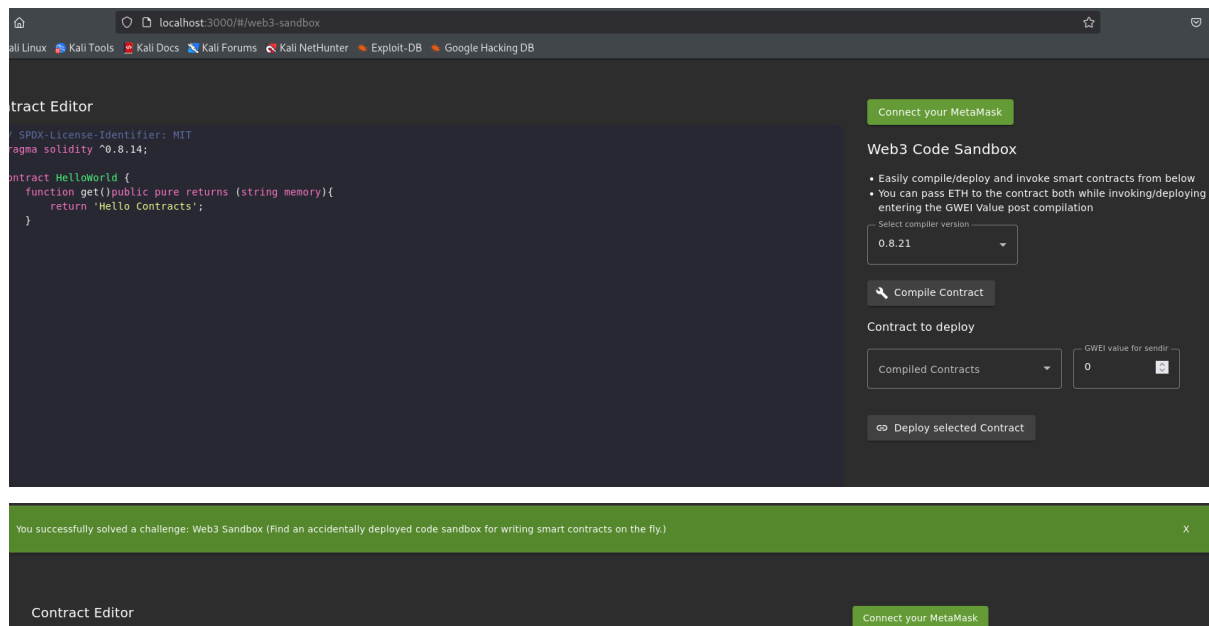 localhost:3000/#/web3-sandbox
ali Linux Kali Tools Kali Docs Kali Forums Kali NetHunter Exploit-DB Google Hacking DB
tract Editor
/ SPDX-License-Identifier: MIT
ragma solidity ^0.8.14;
ontract HelloWorld {
function get()public pure returns (string memory){
return 'Hello Contracts';
}
Connect your MetaMask
Web3 Code Sandbox
• Easily compile/deploy and invoke smart contracts from below
• You can pass ETH to the contract both while invoking/deploying
entering the GWEI Value post compilation
Select compiler version
0.8.21
Compile Contract
Contract to deploy
Compiled Contracts
GWEI value for sendir
0
Deploy selected Contract
You successfully solved a challenge: Web3 Sandbox (Find an accidentally deployed code sandbox for writing smart contracts on the fly.)
X
Contract Editor
Connect your MetaMask